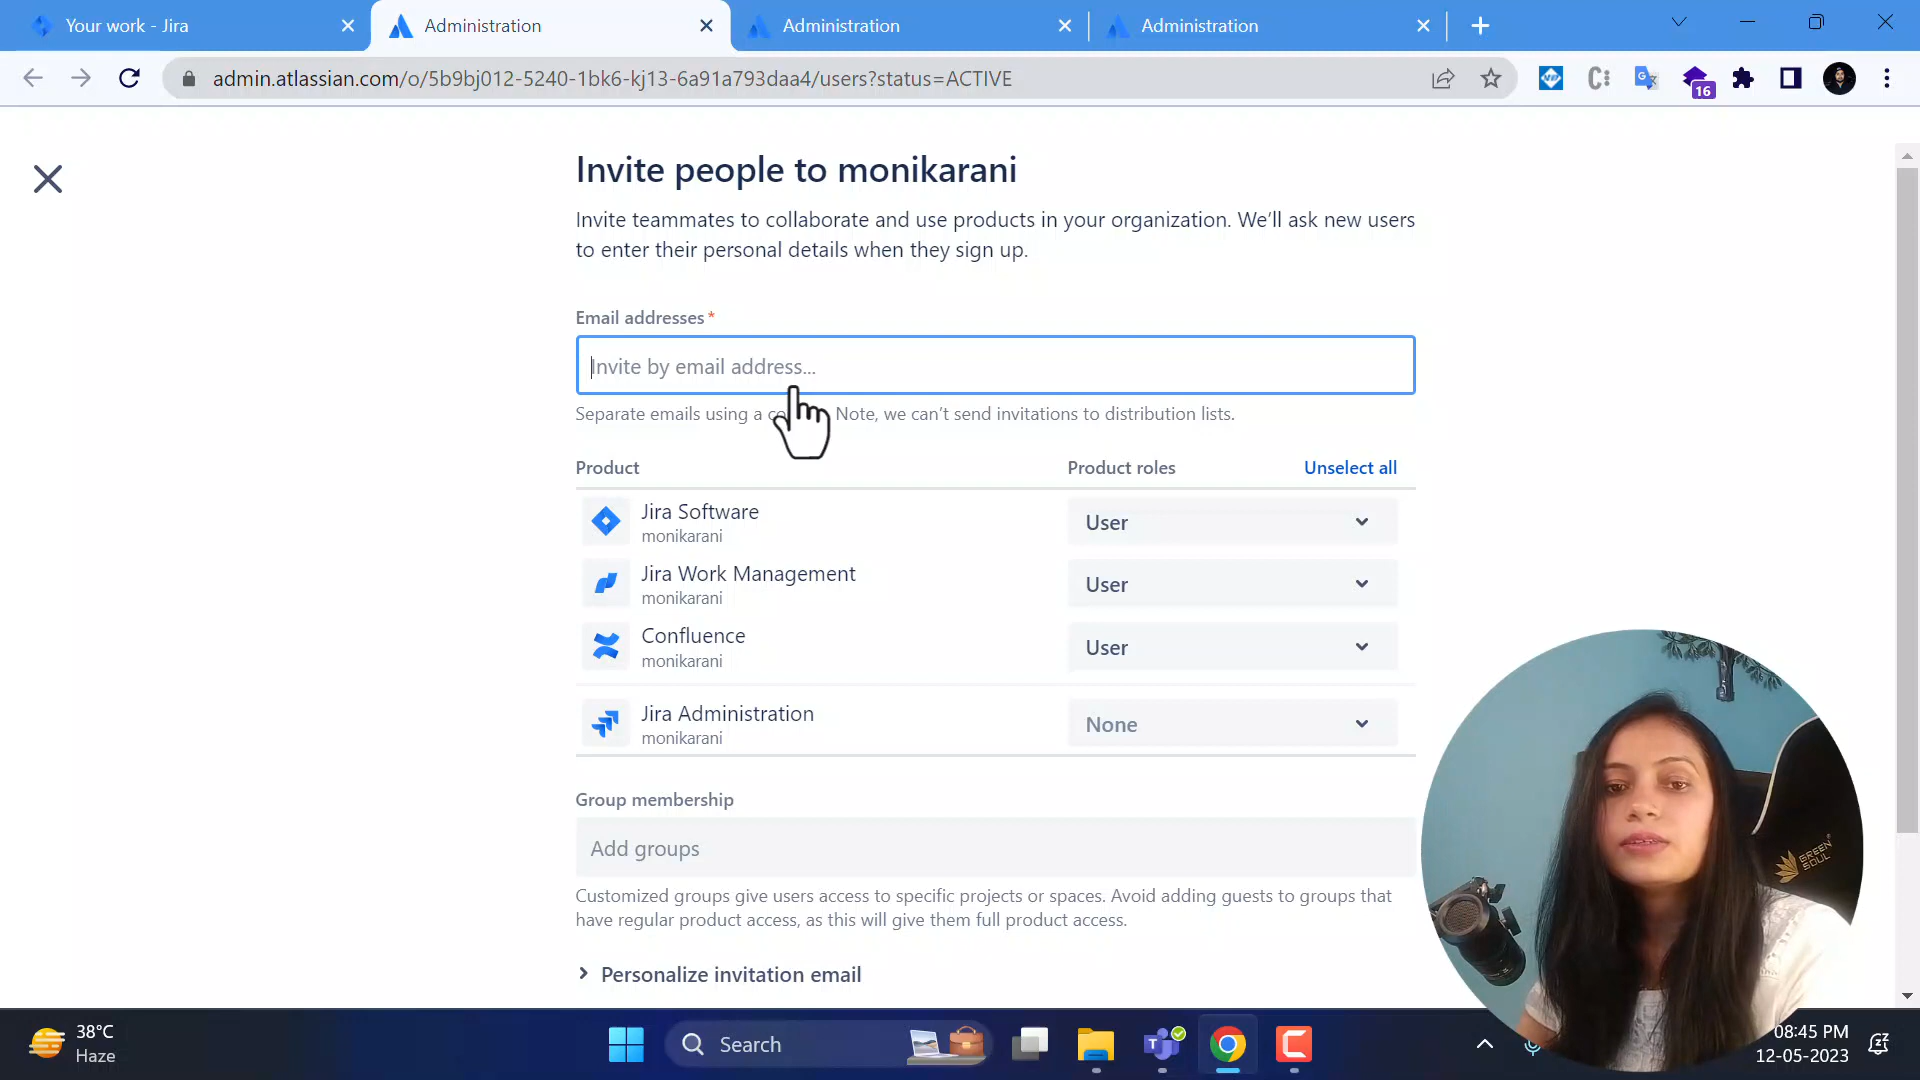 Your work - Jira
Administration
Administration
Administration
admin.atlassian.com/o/5b9bj012-5240-1bk6-kj13-6a91a793daa4/users?status=ACTIVE
16
Invite people to monikarani
Invite teammates to collaborate and use products in your organization. We'll ask new users
to enter their personal details when they sign up.
Email addresses*
Invite by email address...
Separate emails using a Note, we can't send invitations to distribution lists.
Product Product roles Unselect all
Jira Software
monikarani
User
Jira Work Management
monikarani
User
Confluence
monikarani
User
Jira Administration
monikarani
None
Group membership
Add groups
Customized groups give users access to specific projects or spaces. Avoid adding guests to groups that
have regular product access, as this will give them full product access.
Personalize invitation email
GREEN
SOUL
38°C
Haze
Search
08:45 PM
12-05-2023